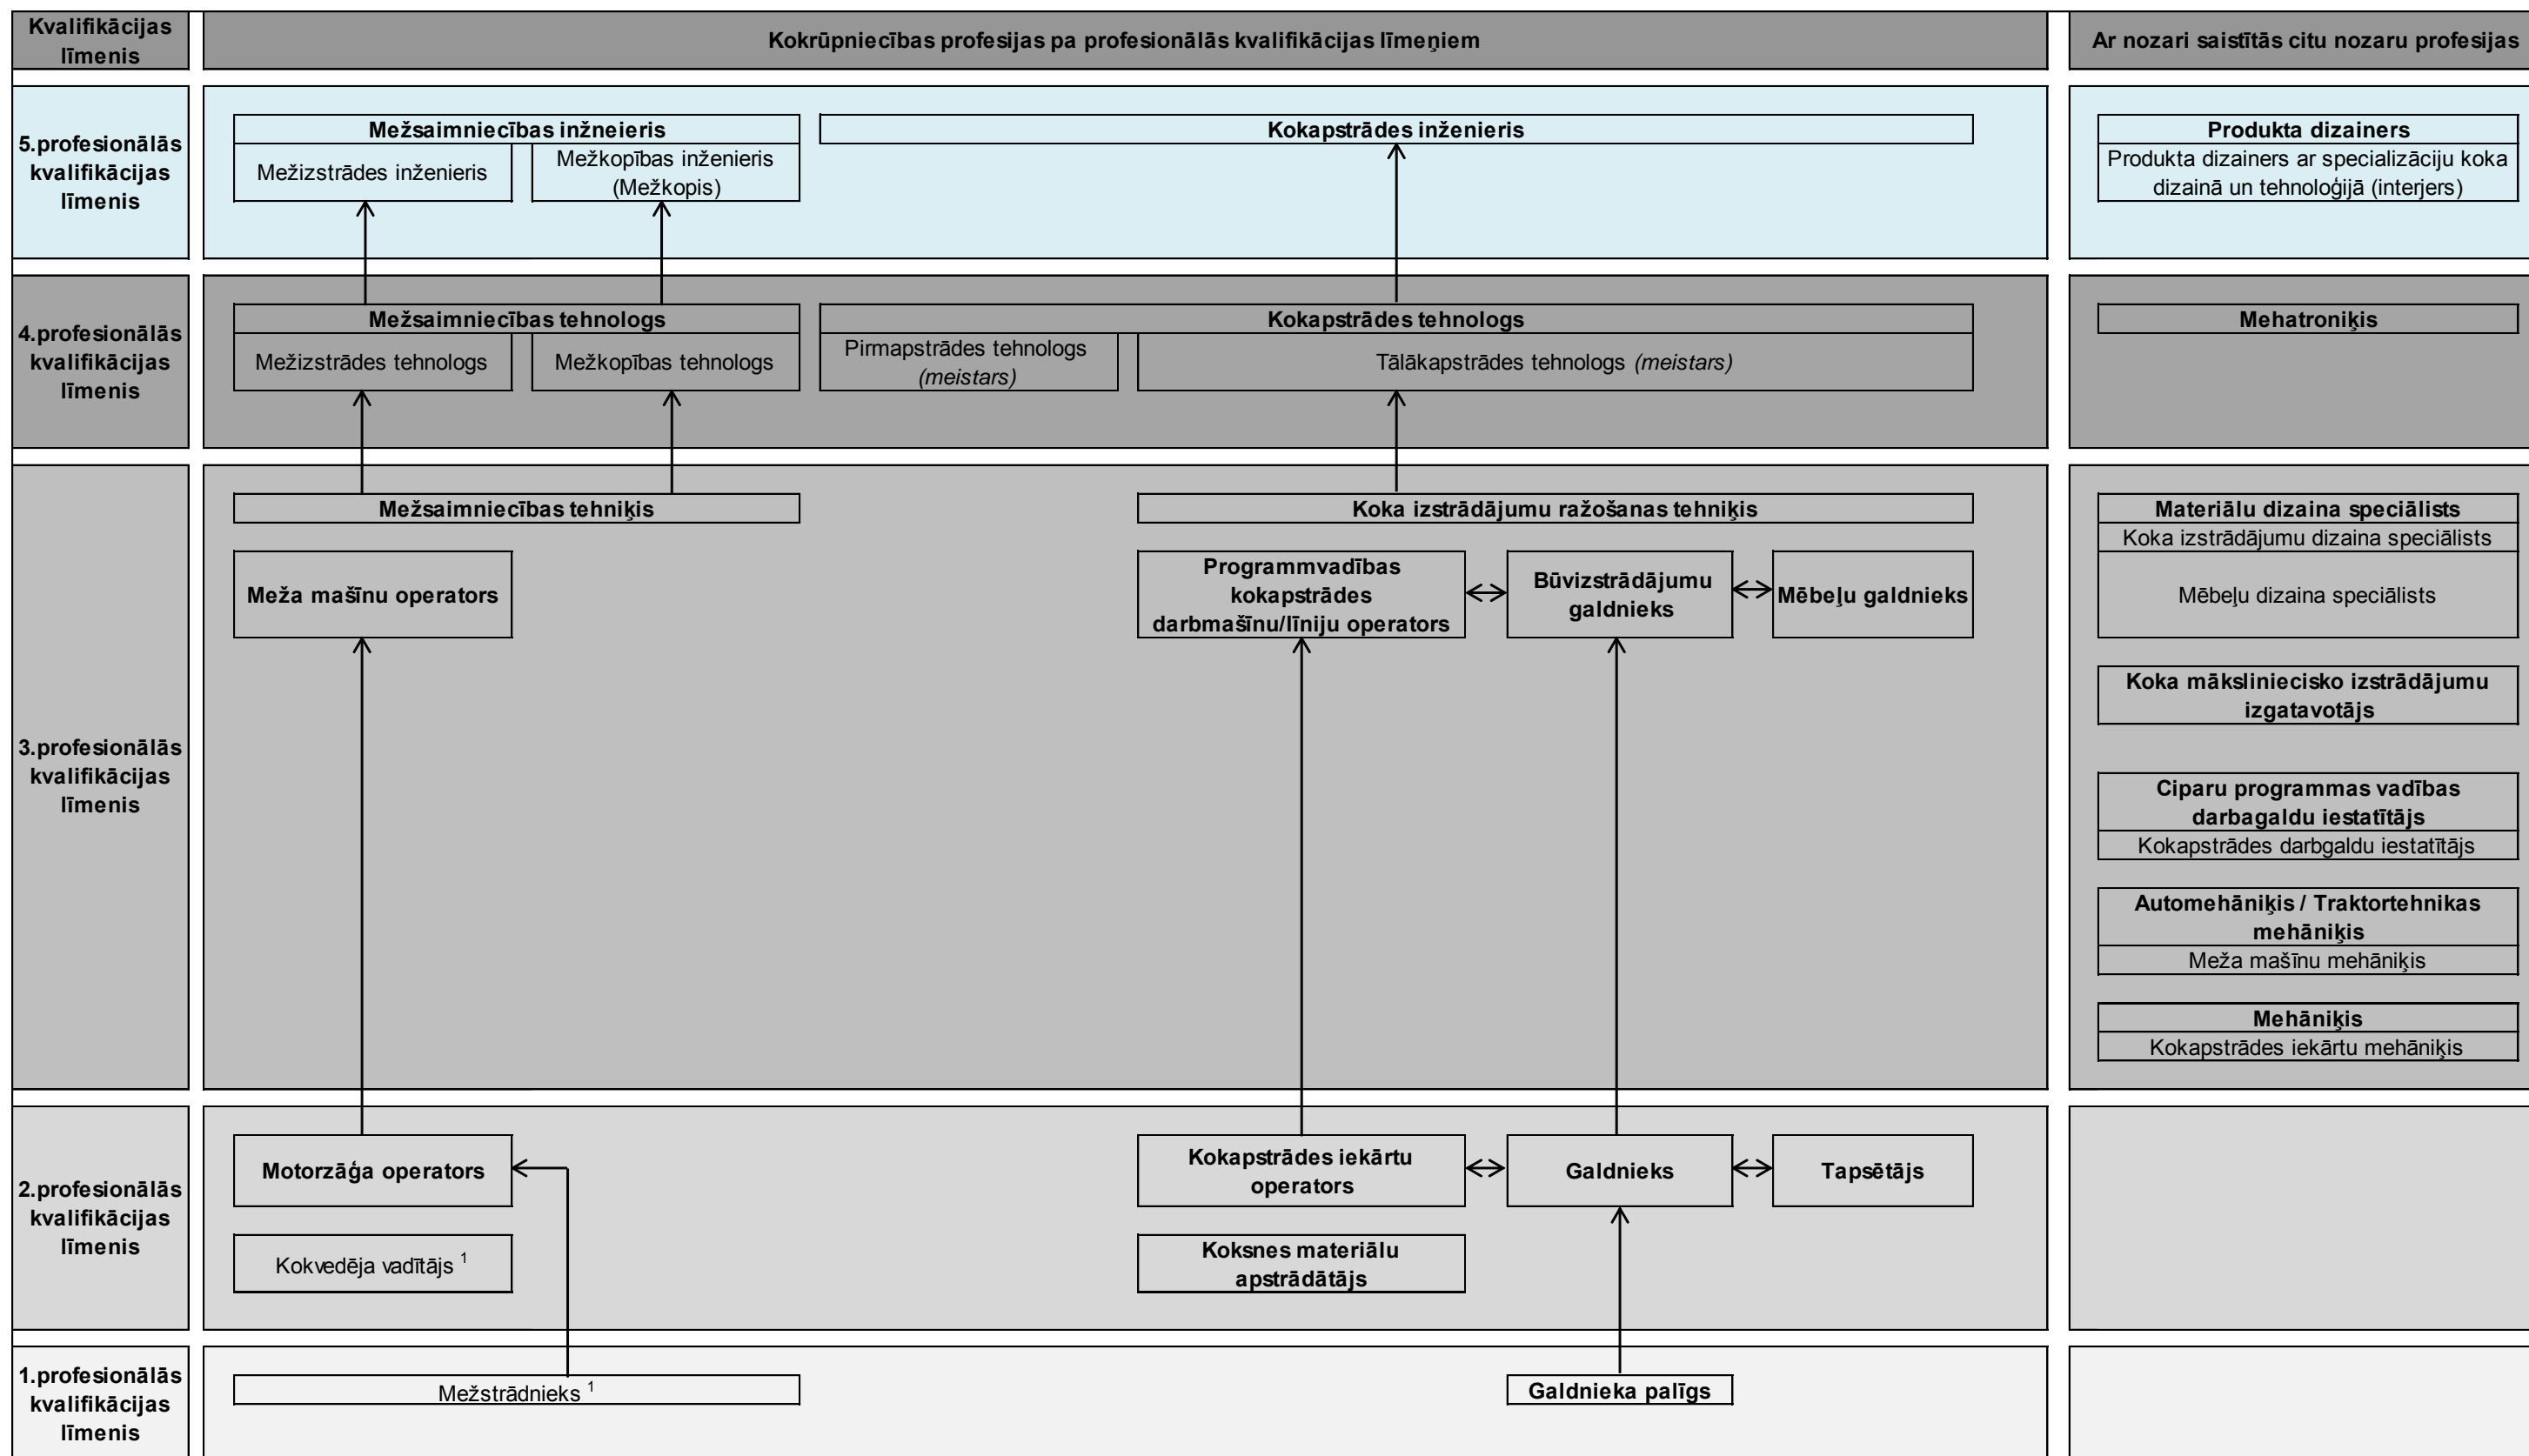 Kvalifikācijas
līmenis
Kokrūpniecības profesijas pa profesionālās kvalifikācijas līmeņiem
Ar nozari saistītās citu nozaru profesijas
5.profesionālās
kvalifikācijas
līmenis
Mežsaimniecības inžneieris
Mežizstrādes inženieris
Mežkopības inženieris
(Mežkopis)
Kokapstrādes inženieris
Produkta dizainers
Produkta dizainers ar specializāciju koka
dizainā un tehnoloģijā (interjers)
4.profesionālās
kvalifikācijas
līmenis
Mežsaimniecības tehnologs
Mežizstrādes tehnologs
Mežkopības tehnologs
Kokapstrādes tehnologs
Pirmapstrādes tehnologs
(meistars)
Tālākapstrādes tehnologs (meistars)
Mehatroniķis
3.profesionālās
kvalifikācijas
līmenis
Mežsaimniecības tehniķis
Koka izstrādājumu ražošanas tehniķis
Meža mašīnu operators
Programmvadības
kokapstrādes
darbmašīnu/līniju operators
Būvizstrādājumu
galdnieks
Mēbeļu galdnieks
Materiālu dizaina speciālists
Koka izstrādājumu dizaina speciālists
Mēbeļu dizaina speciālists
Koka māksliniecisko izstrādājumu
izgatavotājs
Ciparu programmas vadības
darbagaldu iestatītājs
Kokapstrādes darbgaldu iestatītājs
Automehāniķis / Traktortehnikas
mehāniķis
Meža mašīnu mehāniķis
Mehāniķis
Kokapstrādes iekārtu mehāniķis
2.profesionālās
kvalifikācijas
līmenis
Motorzāģa operators
Kokvedēja vadītājs 1
Kokapstrādes iekārtu
operators
Galdnieks
Tapsētājs
Koksnes materiālu
apstrādātājs
1.profesionālās
kvalifikācijas
līmenis
Mežstrādnieks 1
Galdnieka palīgs